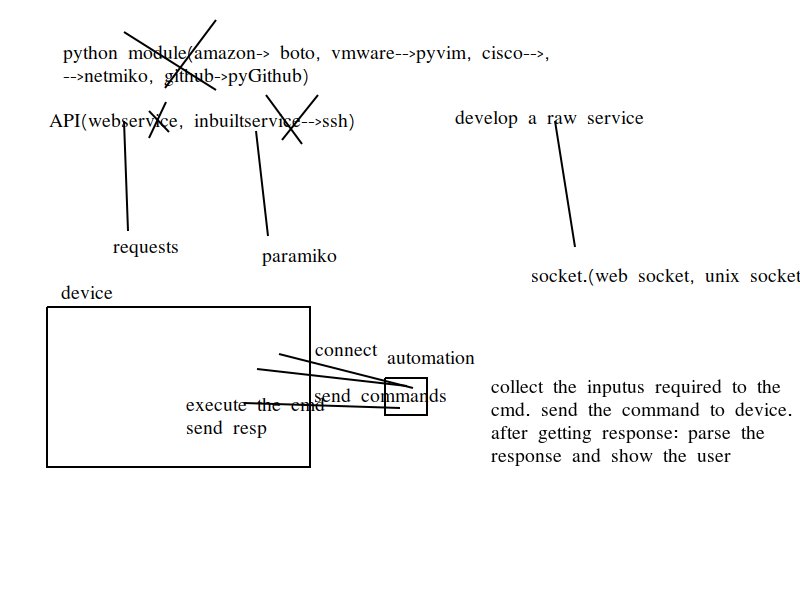 python module(amazon-> boto, vmware-->pyvim, cisco-->,
-->netmiko, github->pyGithub)
API(webservice, inbuiltservice-->ssh)
develop a raw service
requests
paramiko
socket.(web socket, unix socket
device
connect
automation
send commands
execute the cmd
send resp
collect the inputus required to the
cmd. send the command to device.
after getting response: parse the
response and show the user